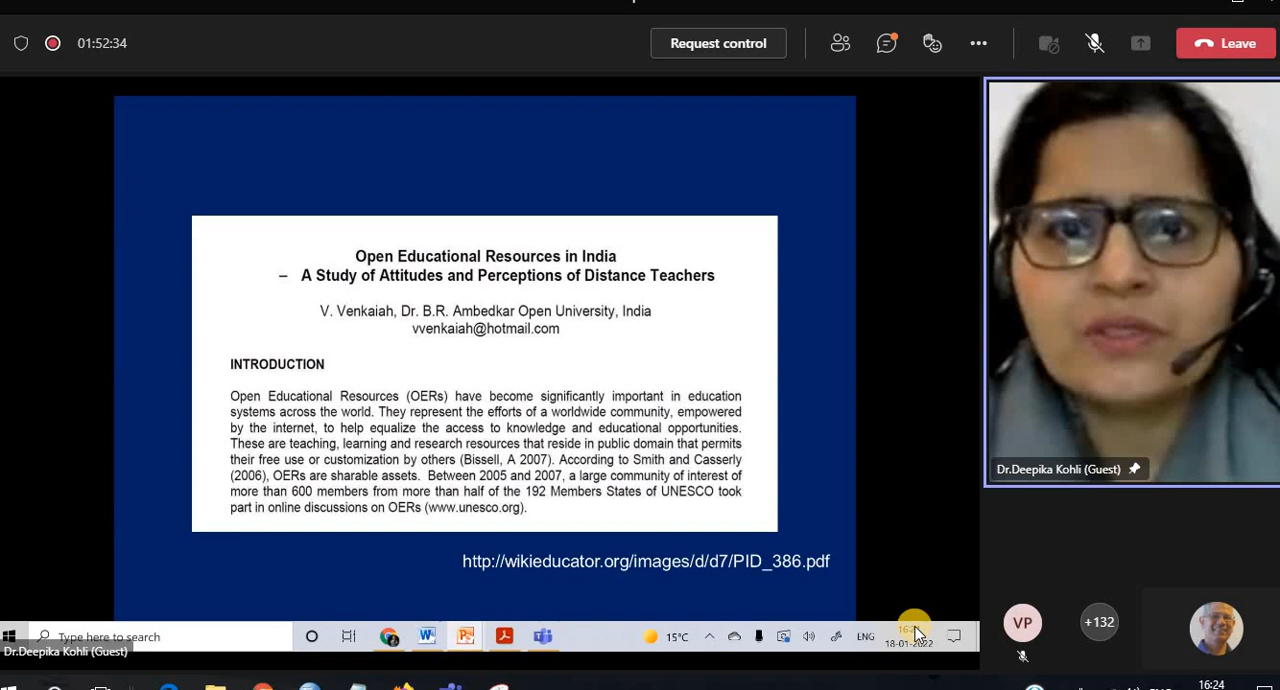 01:52:34
Request control
Leave
Open Educational Resources in India
– A Study of Attitudes and Perceptions of Distance Teachers
V. Venkaiah, Dr. B.R. Ambedkar Open University, India
vvenkaiah@hotmail.com
INTRODUCTION
Open Educational Resources (OERs) have become significantly important in education
systems across the world. They represent the efforts of a worldwide community, empowered
by the internet, to help equalize the access to knowledge and educational opportunities.
These are teaching, learning and research resources that reside in public domain that permits
their free use or customization by others (Bissell, A 2007). According to Smith and Casserly
(2006), OERs are sharable assets. Between 2005 and 2007, a large community of interest of
more than 600 members from more than half of the 192 Members States of UNESCO took
part in online discussions on OERs (www.unesco.org).
http://wikieducator.org/images/d/d7/PID_386.pdf
Dr.Deepika Kohli (Guest)
VP
+132
Type here to search
15°C
ENG
18-01-2022
Dr.Deepika Kohli (Guest)
16:24